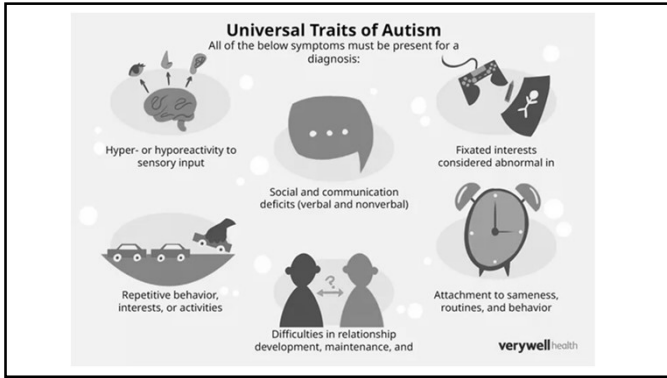 Universal Traits of Autism
All of the below symptoms must be present for a
diagnosis:
Hyper- or hyporeactivity to
sensory input
Social and communication
deficits (verbal and nonverbal)
Fixated interests
considered abnormal in
Repetitive behavior,
interests, or activities
?
Difficulties in relationship
development, maintenance, and
Attachment to sameness,
routines, and behavior
verywell health